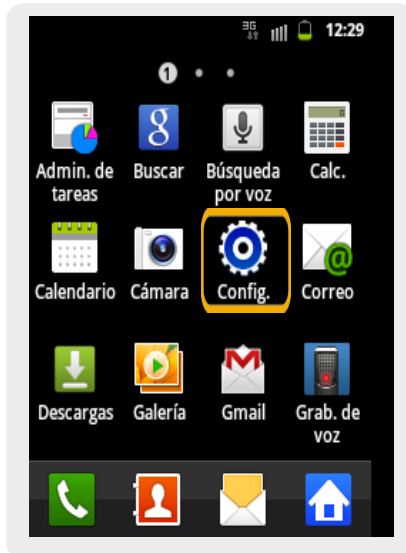 3G 12:29
1
Admin. de Buscar Búsqueda Calc.
tareas por voz
Calendario Cámara Config. Correo
Descargas Galería Gmail Grab. de
voz